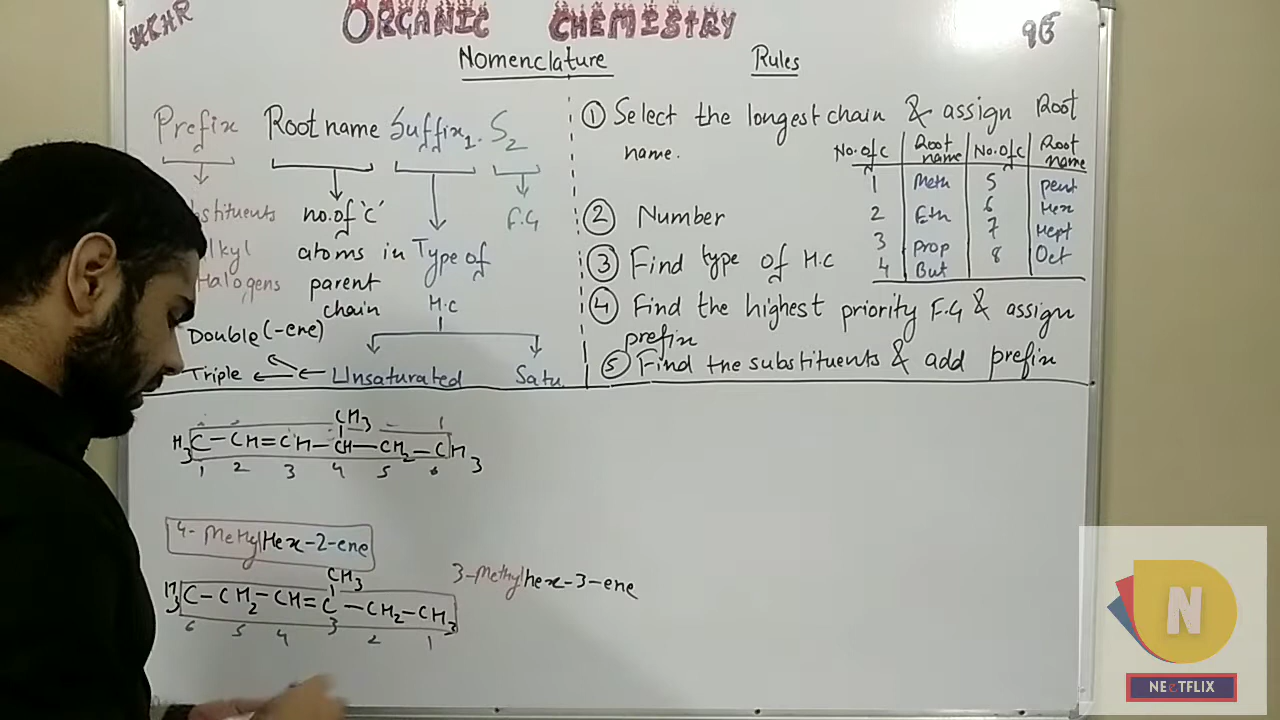 HCHR
ORGANIC CHEMISTRY
Nomenclature Rules
Prefix Root name Suffix1. S2
no.of 'C'
atoms in
parent
chain
Type of
H.C
F.G
lkyl
Halogens
Double (-ene)
Triple
Unsaturated
Satu
① Select the longest chain & assign Root
name.
② Number
③ Find type of H.C
④ Find the highest priority F.G & assign
prefix
⑤ Find the substituents & add prefix
No.of C Root name No.of C Root name
1 Meth 5 pent
2 Eth 6 Hex
3 prop 7 Hept
4 But 8 Oct
CH3
H3C-CH=CH-CH-CH2-CH3
1 2 3 4 5 6
4-MethylHex-2-ene
CH3
H3C-CH2-CH=C-CH2-CH3
6 5 4 3 2 1
3-Methylhex-3-ene
N
NEeTFLIX